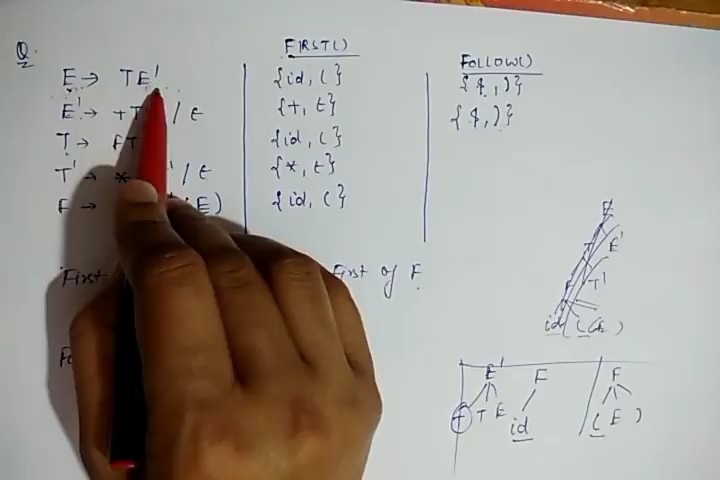 Q.
FIRST() FOLLOW()
E → TE' {id, (} {$, )}
E' → +T / ε {+, ε} {$, )}
T → FT {id, (}
T' → * ' / ε {*, ε}
F → E) {id, (}
First First of F.
E'
T'
id ( )
E' F F
+ T E id ( E )